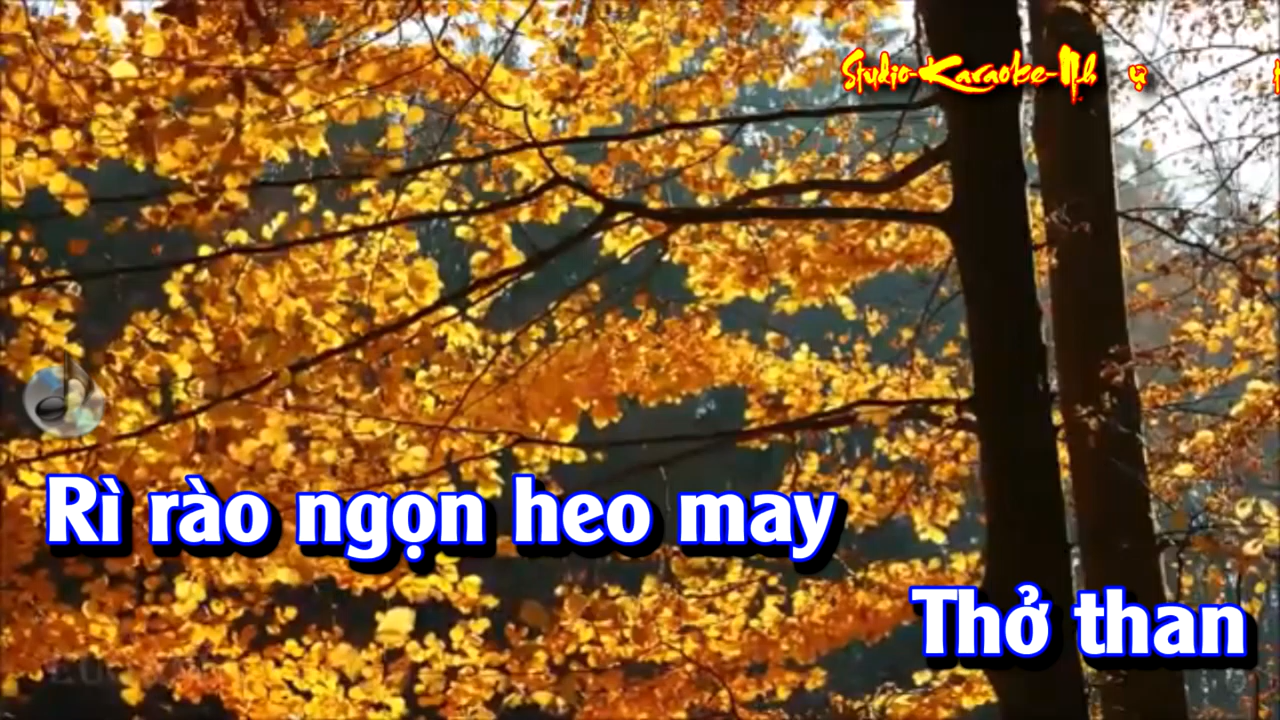 Studio-Karaoke-Nh ự
Rì rào ngọn heo may
Thở than